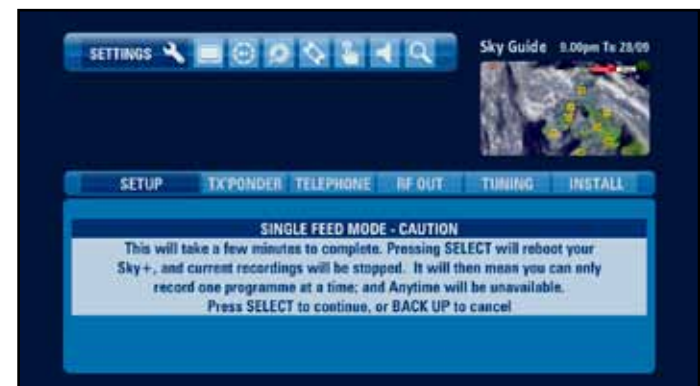 SETTINGS
Sky Guide 9.00pm Tu 28/09
SETUP TX'PONDER TELEPHONE RF OUT TUNING INSTALL
SINGLE FEED MODE - CAUTION
This will take a few minutes to complete. Pressing SELECT will reboot your
Sky+, and current recordings will be stopped. It will then mean you can only
record one programme at a time; and Anytime will be unavailable.
Press SELECT to continue, or BACK UP to cancel